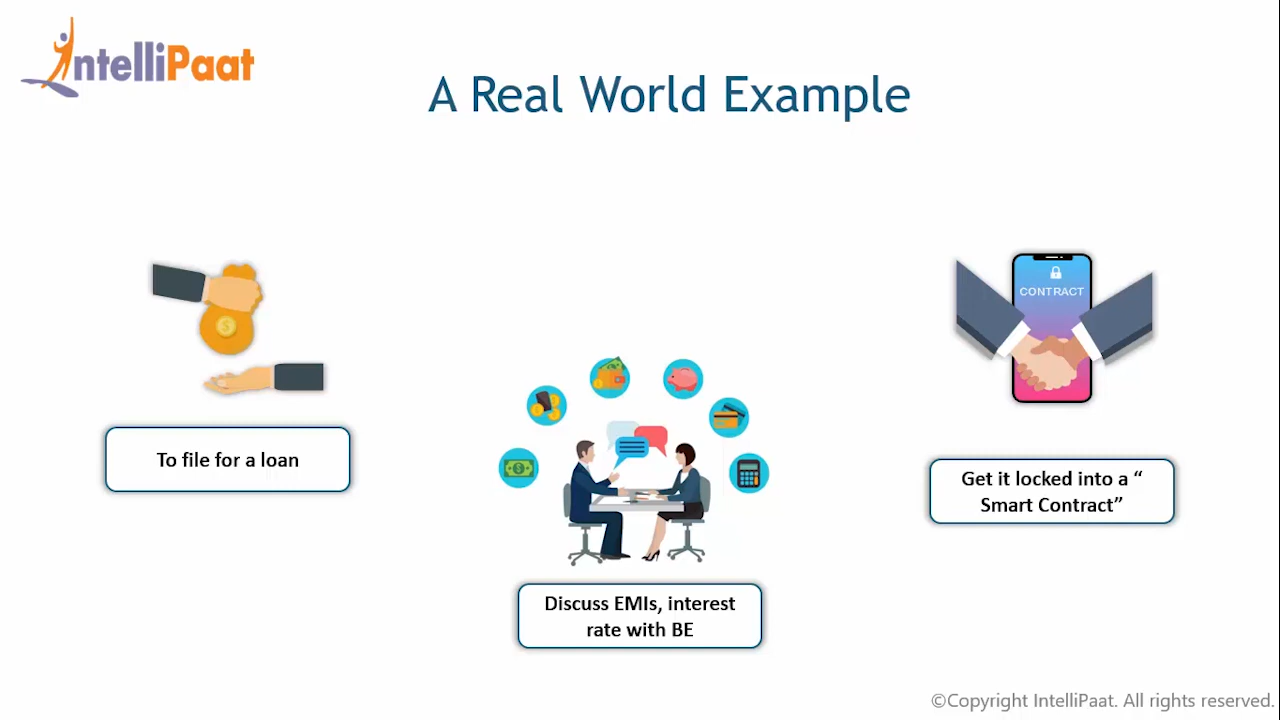 IntelliPaat
A Real World Example
CONTRACT
To file for a loan
Get it locked into a “
Smart Contract”
Discuss EMIs, interest
rate with BE
©Copyright IntelliPaat. All rights reserved.